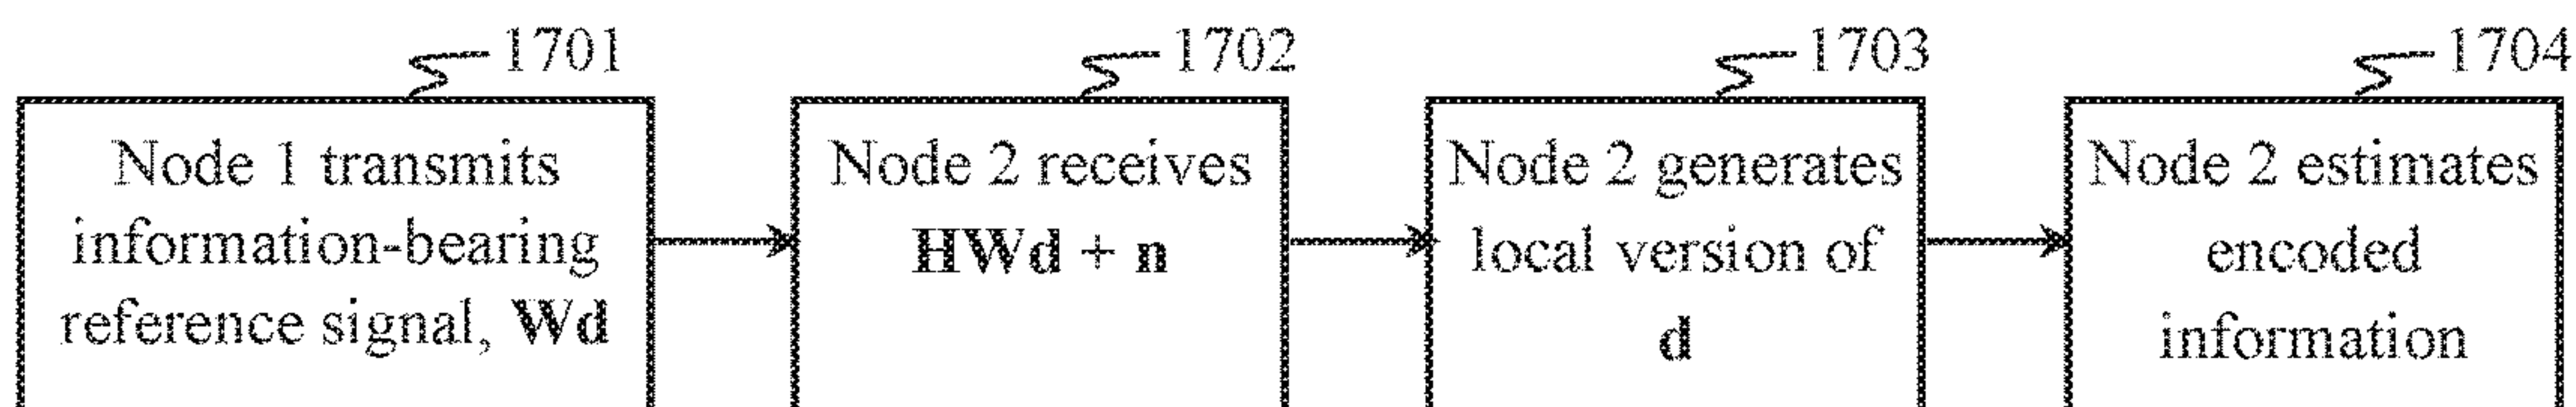 1701
Node 1 transmits
information-bearing
reference signal, Wd
1702
Node 2 receives
HWd + n
1703
Node 2 generates
local version of
d
1704
Node 2 estimates
encoded
information